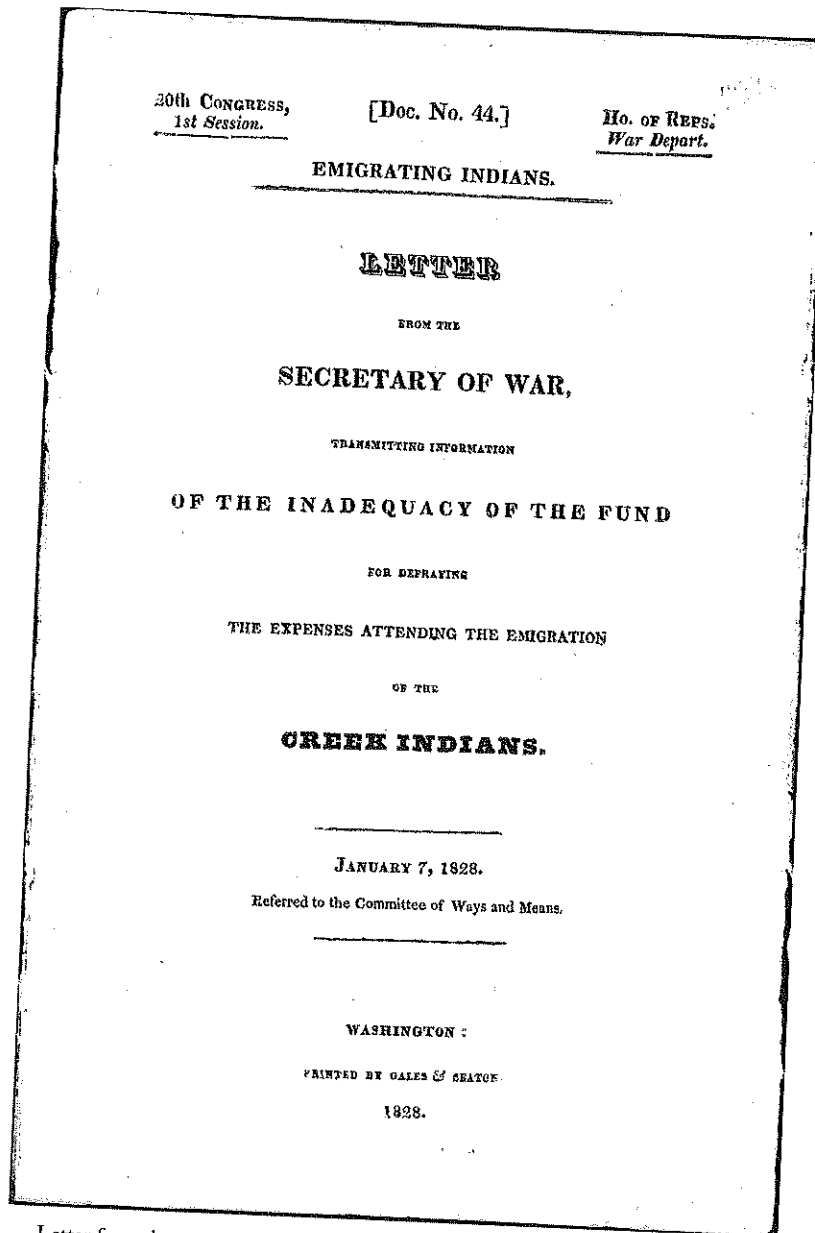 20th CONGRESS,
1st Session.
[Doc. No. 44.]
Ho. OF REPS.
War Depart.
EMIGRATING INDIANS.
LETTER
FROM THE
SECRETARY OF WAR,
TRANSMITTING INFORMATION
OF THE INADEQUACY OF THE FUND
FOR DEFRAYING
THE EXPENSES ATTENDING THE EMIGRATION
OF THE
CREEK INDIANS.
JANUARY 7, 1828.
Referred to the Committee of Ways and Means.
WASHINGTON :
PRINTED BY GALES & SEATON
1828.